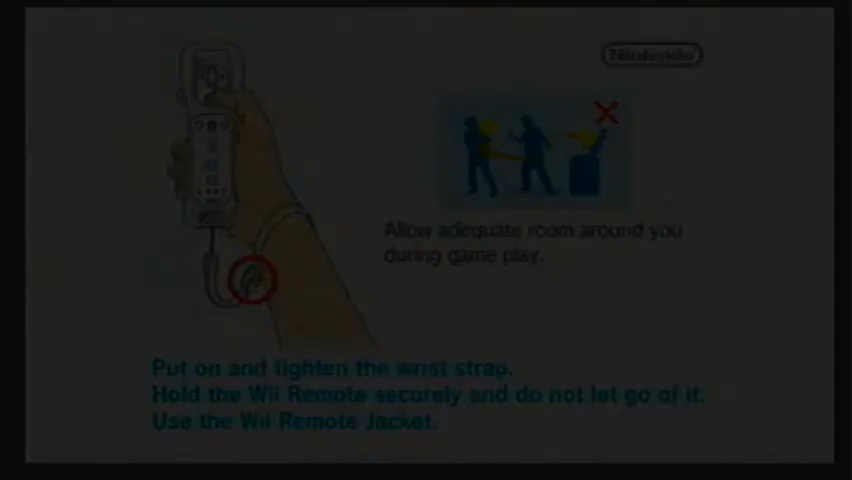 Nintendo
Allow adequate room around you
during game play.
Put on and tighten the wrist strap.
Hold the Wii Remote securely and do not let go of it.
Use the Wii Remote Jacket.